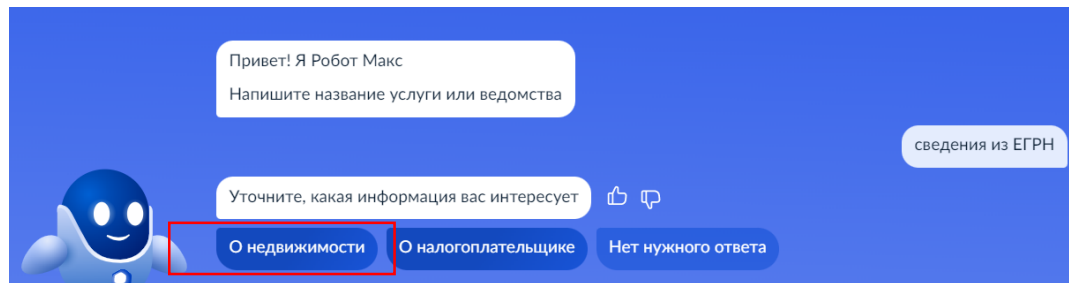 Привет! Я Робот Макс
Напишите название услуги или ведомства
сведения из ЕГРН
Уточните, какая информация вас интересует
О недвижимости
О налогоплательщике
Нет нужного ответа